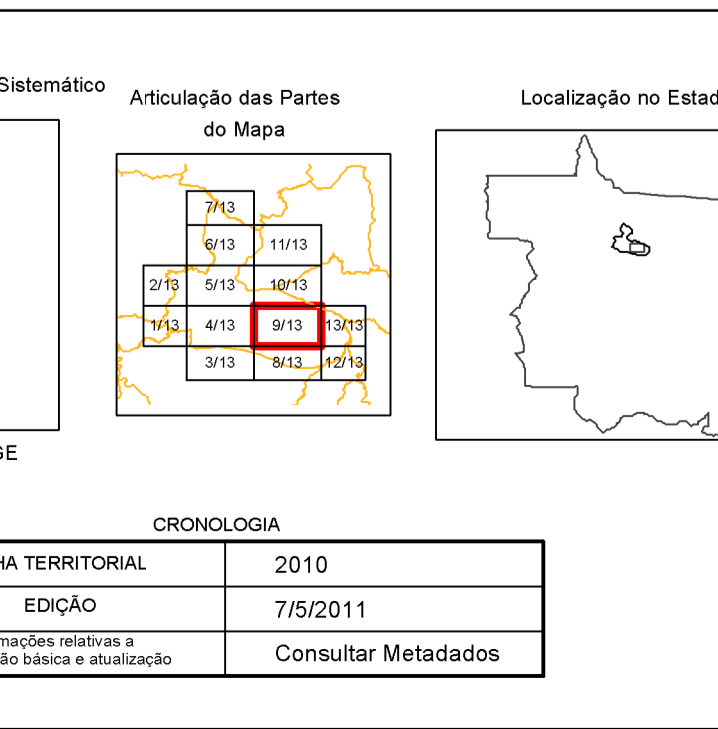 Sistemático
Articulação das Partes
do Mapa
Localização no Estad
7/13
6/13 11/13
2/13 5/13 10/13
1/13 4/13 9/13 13/13
3/13 8/13 12/13
GE
CRONOLOGIA
HA TERRITORIAL 2010
EDIÇÃO 7/5/2011
mações relativas a
ão básica e atualização
Consultar Metadados